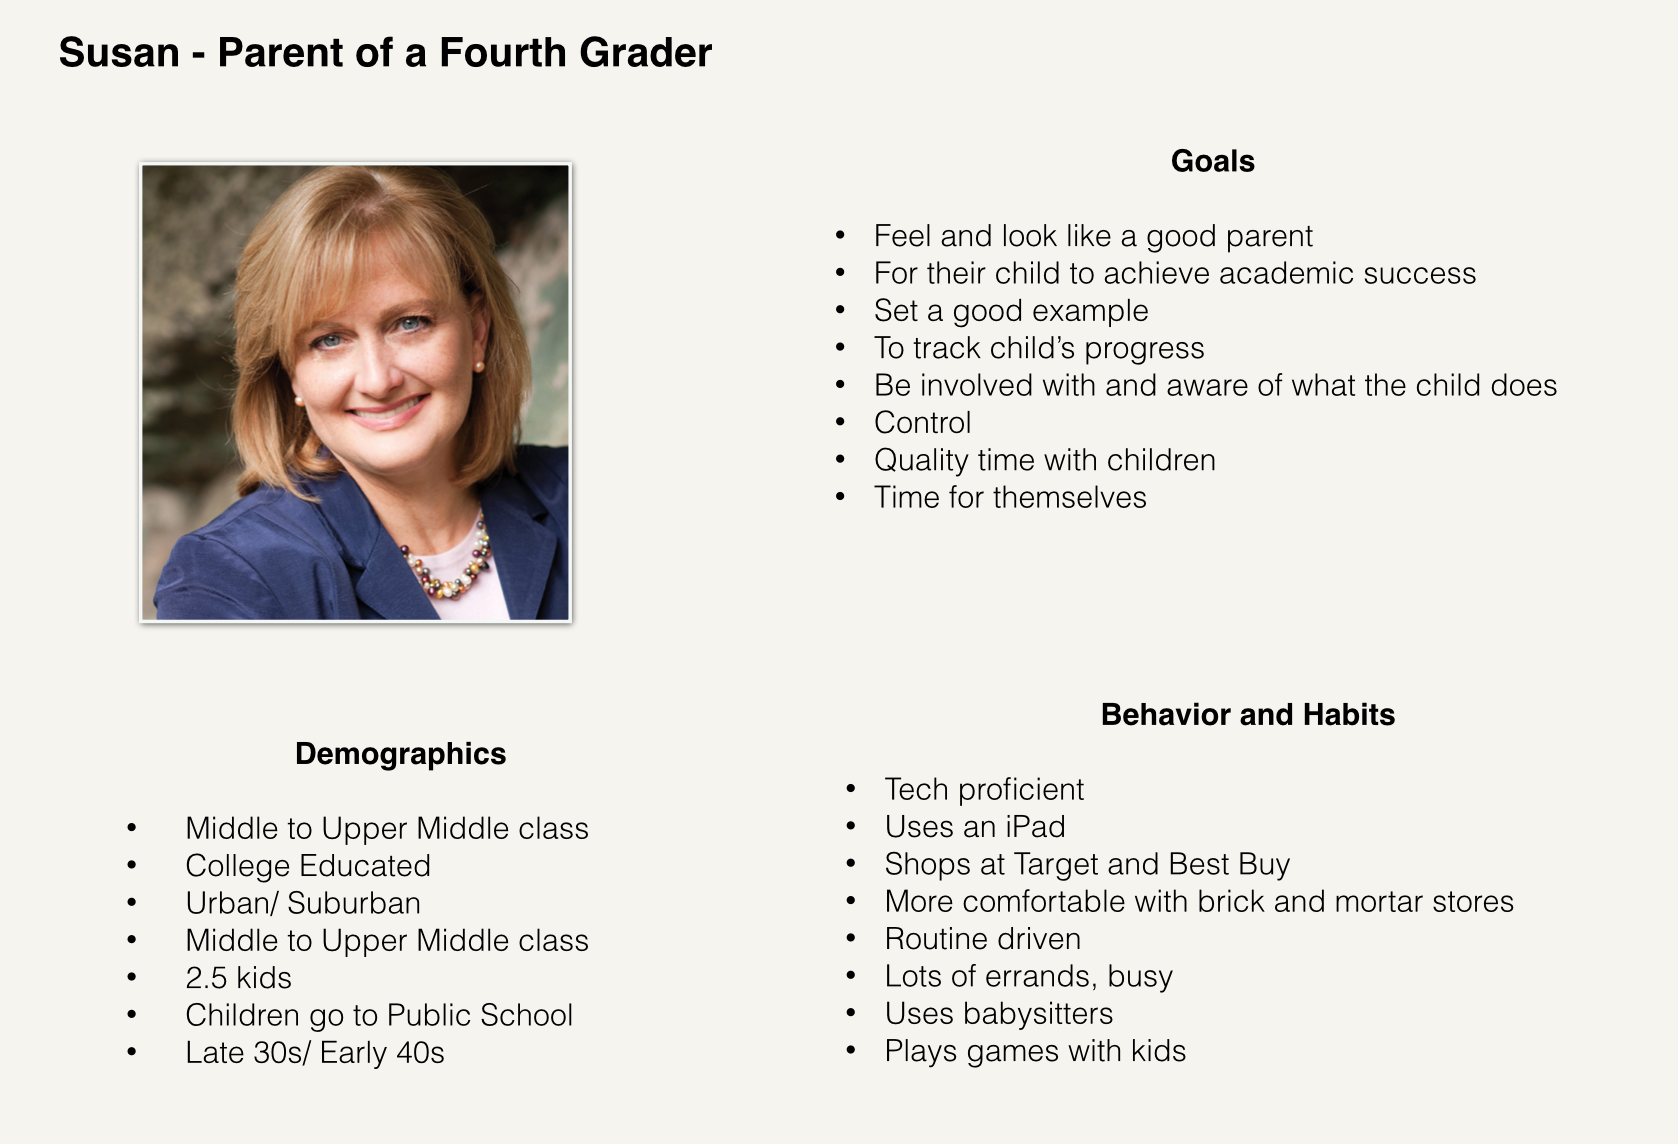 Susan - Parent of a Fourth Grader
Goals
• Feel and look like a good parent
• For their child to achieve academic success
• Set a good example
• To track child’s progress
• Be involved with and aware of what the child does
• Control
• Quality time with children
• Time for themselves
Demographics
• Middle to Upper Middle class
• College Educated
• Urban/ Suburban
• Middle to Upper Middle class
• 2.5 kids
• Children go to Public School
• Late 30s/ Early 40s
Behavior and Habits
• Tech proficient
• Uses an iPad
• Shops at Target and Best Buy
• More comfortable with brick and mortar stores
• Routine driven
• Lots of errands, busy
• Uses babysitters
• Plays games with kids